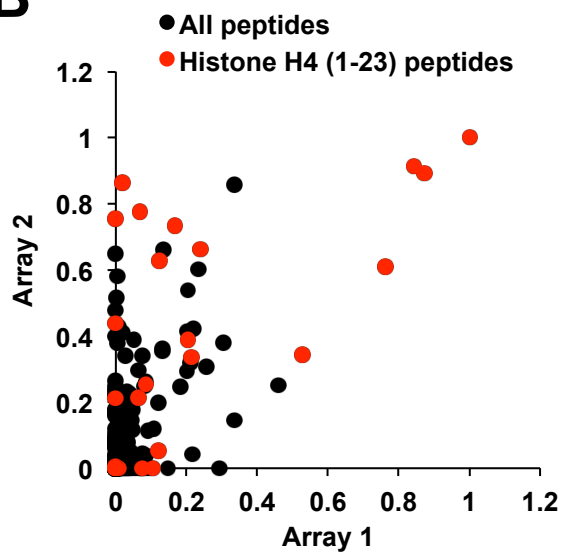 B
All peptides
Histone H4 (1-23) peptides
1.2
1
0.8
0.6
0.4
0.2
0
Array 2
0 0.2 0.4 0.6 0.8 1 1.2
Array 1